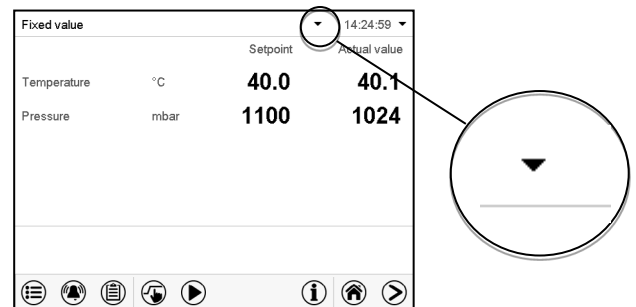 Fixed value 14:24:59
Setpoint Actual value
Temperature °C 40.0 40.1
Pressure mbar 1100 1024